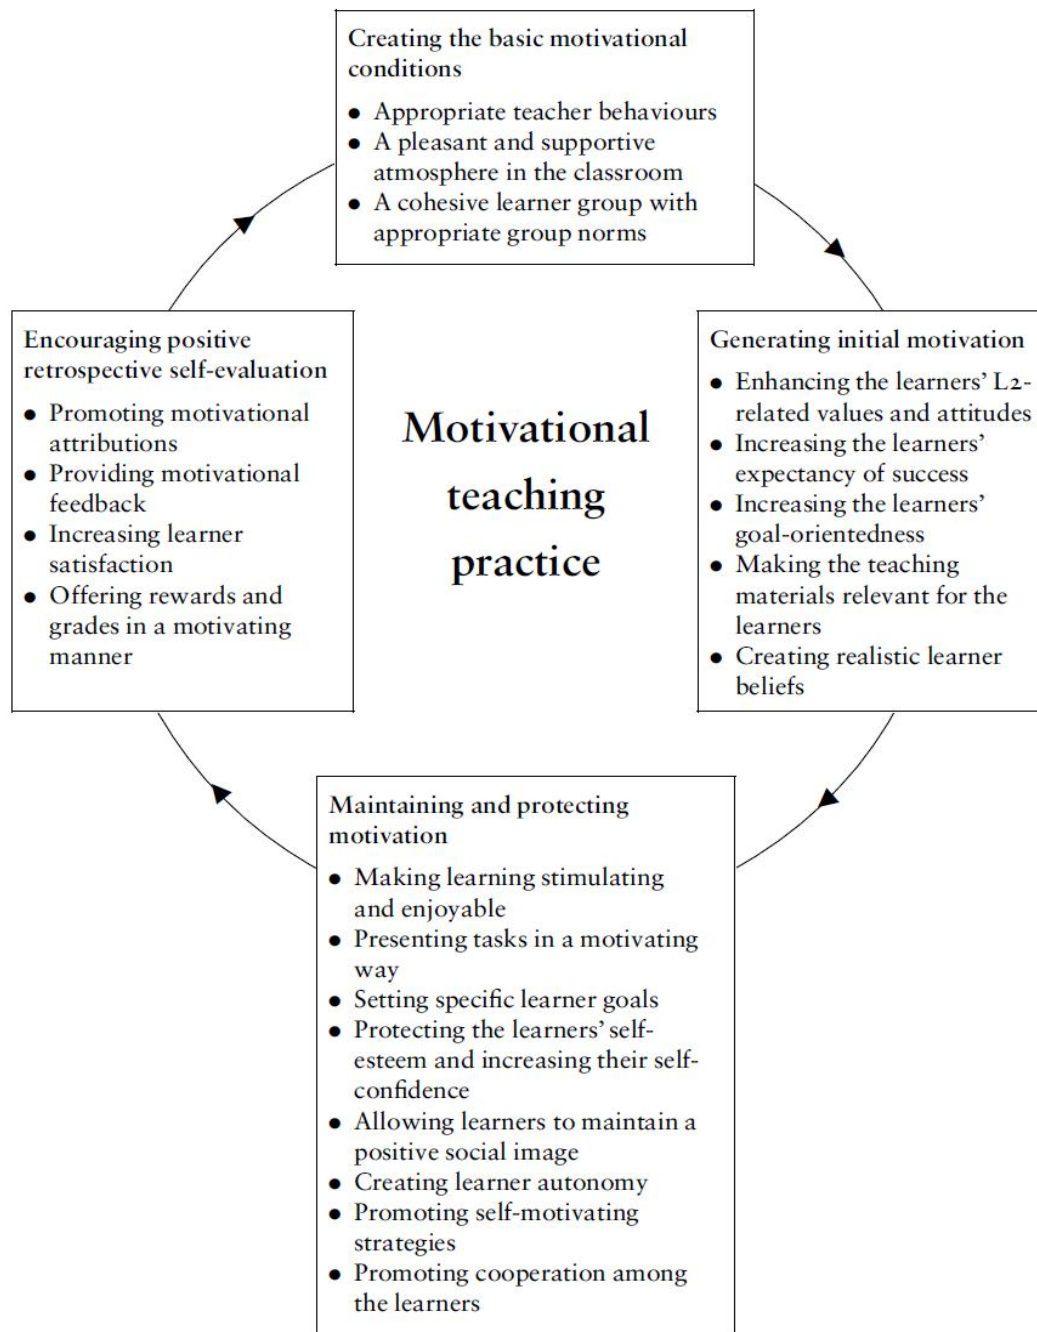 Creating the basic motivational
conditions
● Appropriate teacher behaviours
● A pleasant and supportive
atmosphere in the classroom
● A cohesive learner group with
appropriate group norms
Encouraging positive
retrospective self-evaluation
● Promoting motivational
attributions
● Providing motivational
feedback
● Increasing learner
satisfaction
● Offering rewards and
grades in a motivating
manner
Motivational
teaching
practice
Generating initial motivation
● Enhancing the learners’ L2-
related values and attitudes
● Increasing the learners’
expectancy of success
● Increasing the learners’
goal-orientedness
● Making the teaching
materials relevant for the
learners
● Creating realistic learner
beliefs
Maintaining and protecting
motivation
● Making learning stimulating
and enjoyable
● Presenting tasks in a motivating
way
● Setting specific learner goals
● Protecting the learners’ self-
esteem and increasing their self-
confidence
● Allowing learners to maintain a
positive social image
● Creating learner autonomy
● Promoting self-motivating
strategies
● Promoting cooperation among
the learners